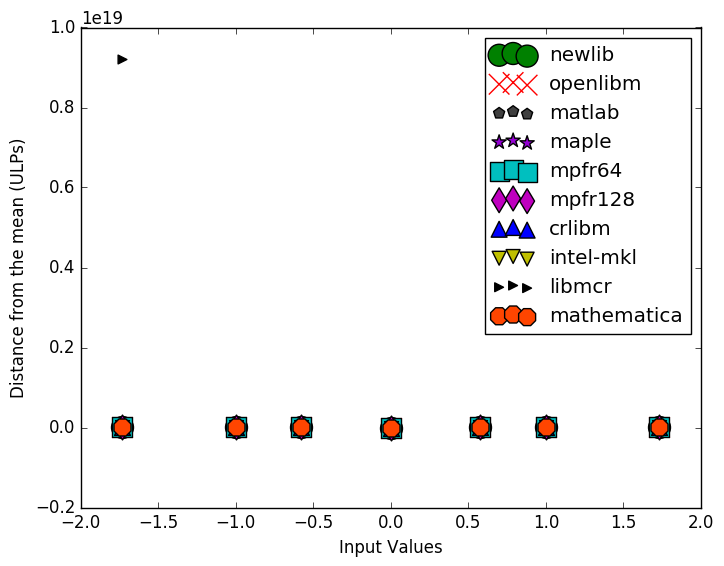 1e19
1.0
0.8
0.6
0.4
0.2
0.0
−0.2
Distance from the mean (ULPs)
newlib
openlibm
matlab
maple
mpfr64
mpfr128
crlibm
intel-mkl
libmcr
mathematica
−2.0 −1.5 −1.0 −0.5 0.0 0.5 1.0 1.5 2.0
Input Values